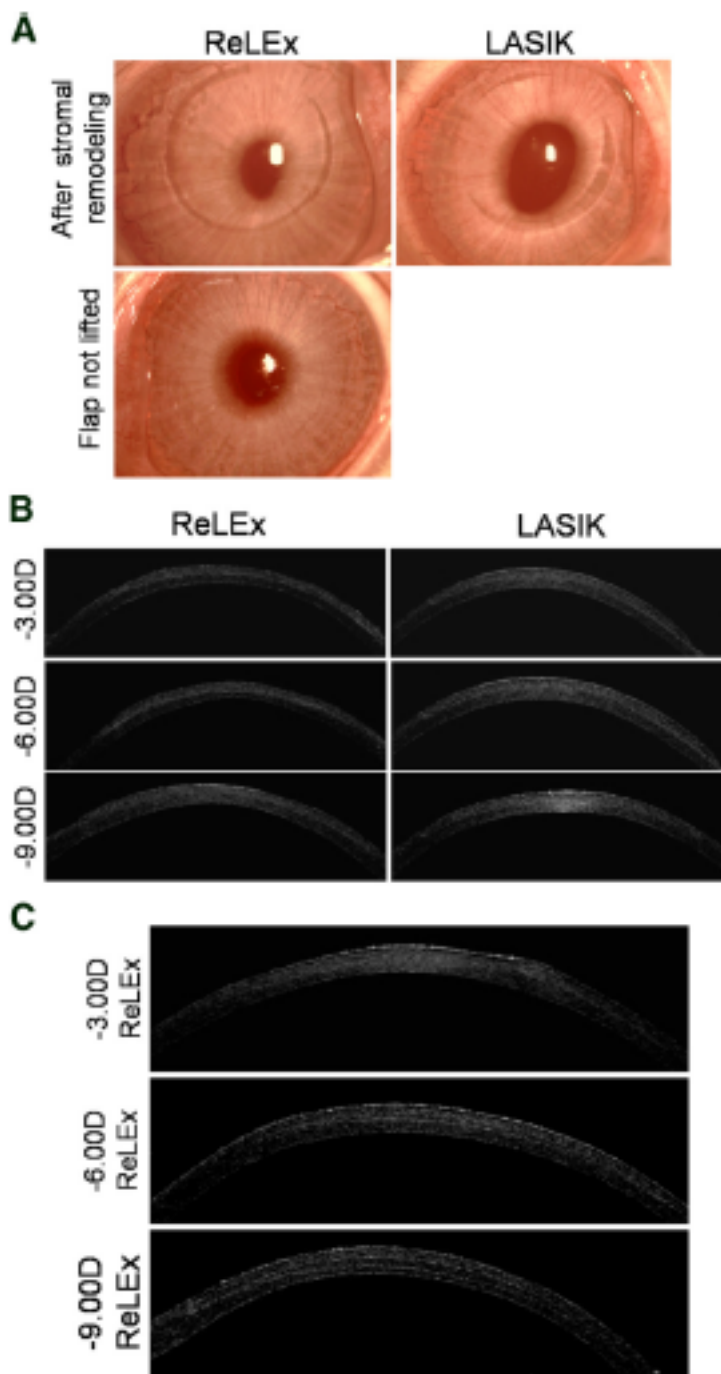 A
ReLEx LASIK
After stromal
remodeling
Flap not lifted
B
ReLEx LASIK
-3.00D
-6.00D
-9.00D
C
-3.00D
ReLEx
-6.00D
ReLEx
-9.00D
ReLEx